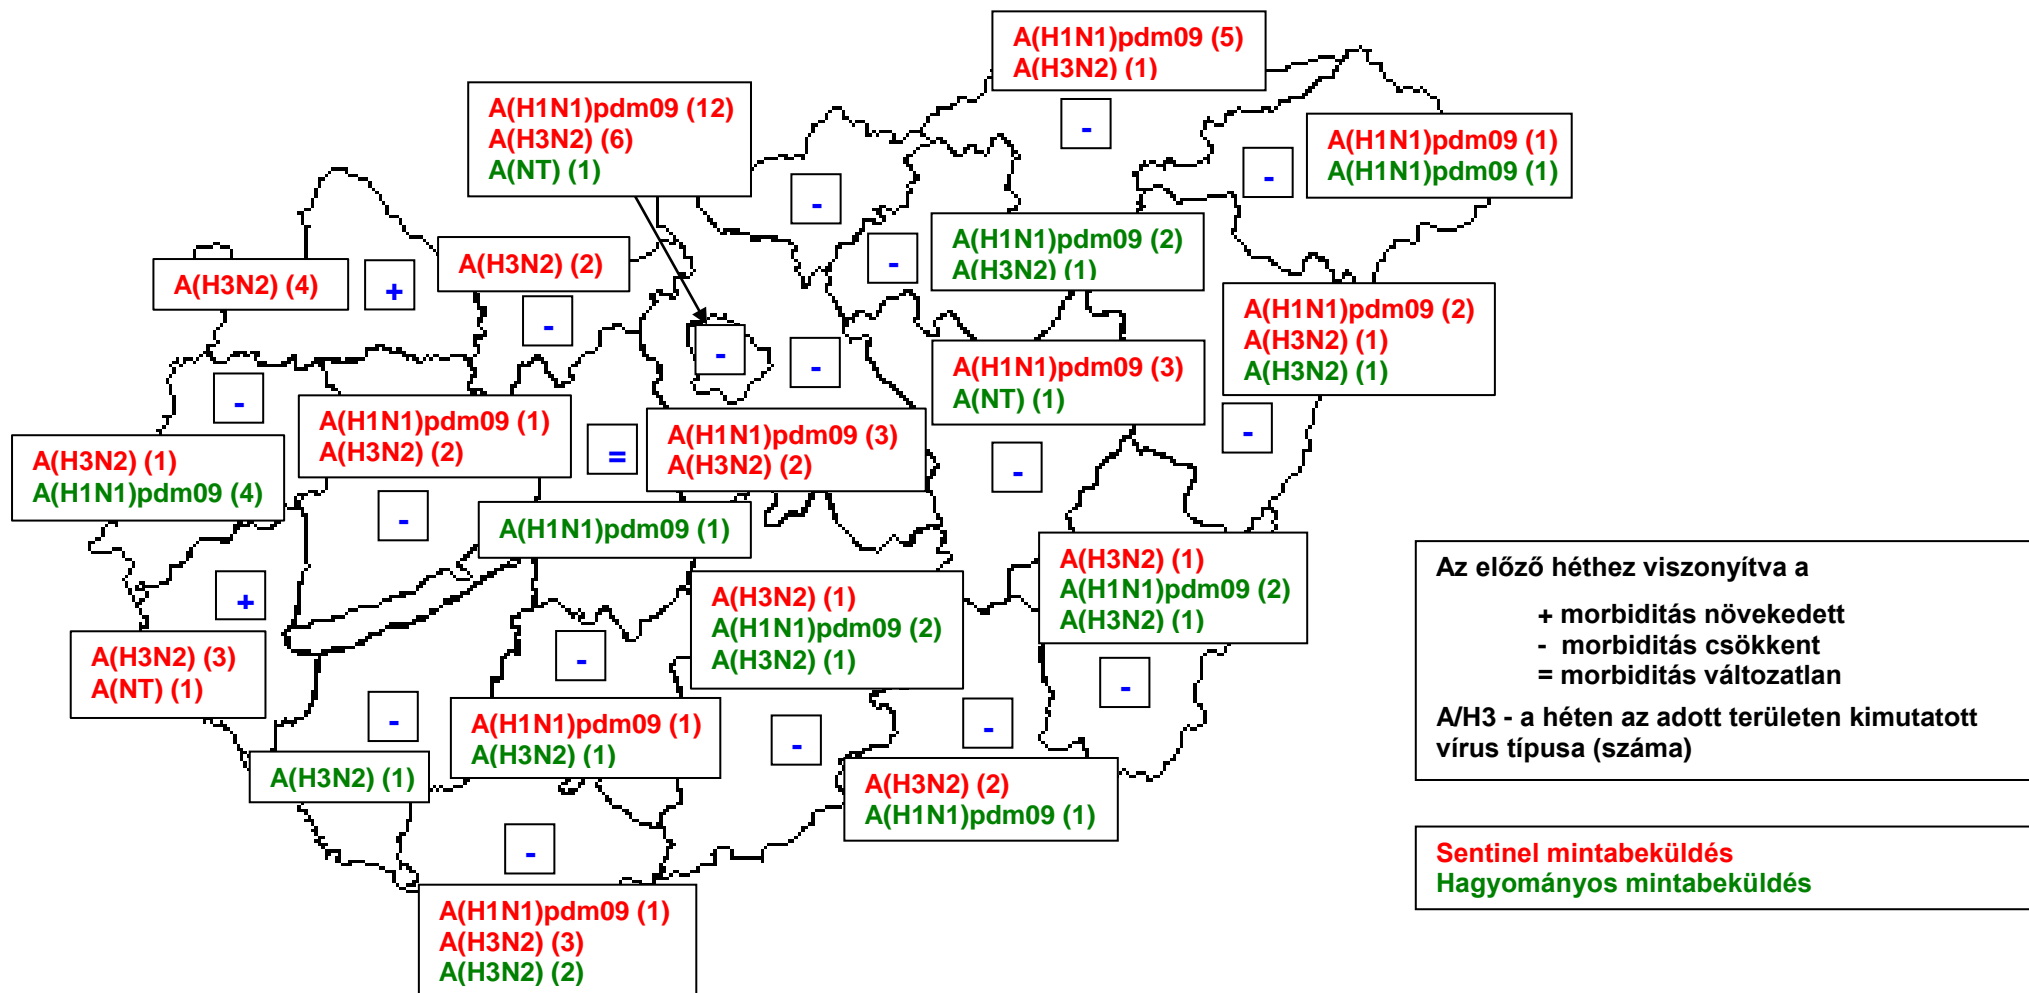 A(H1N1)pdm09 (5)
A(H3N2) (1)
A(H1N1)pdm09 (12)
A(H3N2) (6)
A(NT) (1)
-
A(H1N1)pdm09 (1)
A(H1N1)pdm09 (1)
-
-
A(H1N1)pdm09 (2)
A(H3N2) (1)
-
A(H3N2) (2)
A(H3N2) (4)
+
-
A(H1N1)pdm09 (2)
A(H3N2) (1)
A(H3N2) (1)
-
-
A(H1N1)pdm09 (3)
A(NT) (1)
-
A(H1N1)pdm09 (1)
A(H3N2) (2)
=
A(H1N1)pdm09 (3)
A(H3N2) (2)
-
-
A(H3N2) (1)
A(H1N1)pdm09 (4)
-
A(H1N1)pdm09 (1)
A(H3N2) (1)
A(H1N1)pdm09 (2)
A(H3N2) (1)
+
A(H3N2) (1)
A(H1N1)pdm09 (2)
A(H3N2) (1)
A(H3N2) (3)
A(NT) (1)
-
-
-
A(H1N1)pdm09 (1)
A(H3N2) (1)
-
-
A(H3N2) (1)
A(H3N2) (2)
A(H1N1)pdm09 (1)
-
A(H1N1)pdm09 (1)
A(H3N2) (3)
A(H3N2) (2)
Az előző héthez viszonyítva a
+ morbiditás növekedett
- morbiditás csökkent
= morbiditás változatlan
A/H3 - a héten az adott területen kimutatott
vírus típusa (száma)
Sentinel mintabeküldés
Hagyományos mintabeküldés